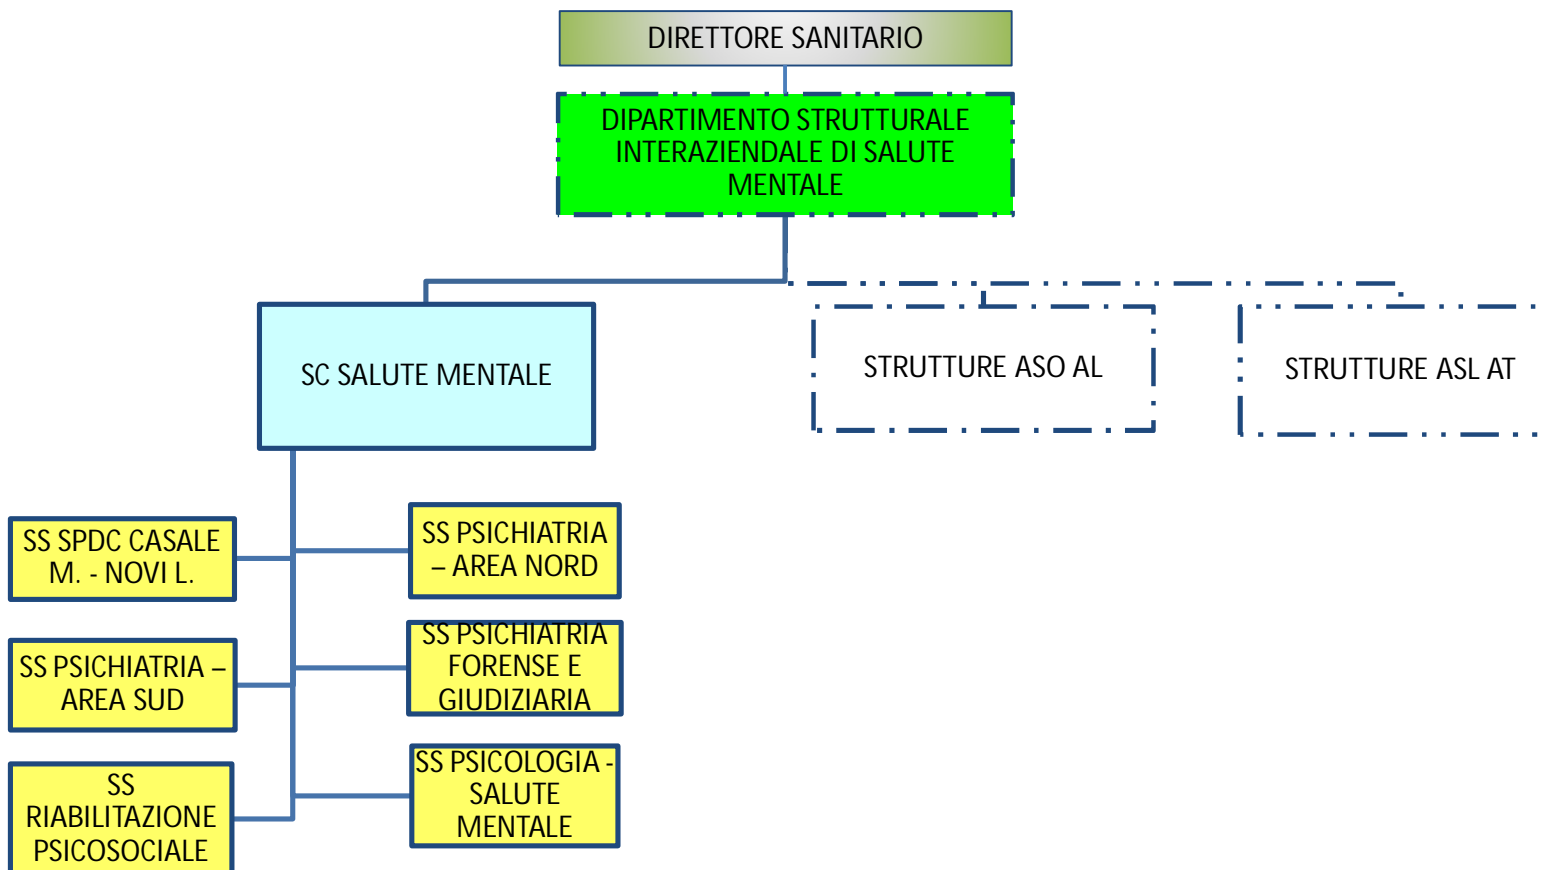 DIRETTORE SANITARIO
DIPARTIMENTO STRUTTURALE
INTERAZIENDALE DI SALUTE
MENTALE
SC SALUTE MENTALE
STRUTTURE ASO AL
STRUTTURE ASL AT
SS SPDC CASALE
M. - NOVI L.
SS PSICHIATRIA
– AREA NORD
SS PSICHIATRIA –
AREA SUD
SS PSICHIATRIA
FORENSE E
GIUDIZIARIA
SS
RIABILITAZIONE
PSICOSOCIALE
SS PSICOLOGIA -
SALUTE
MENTALE